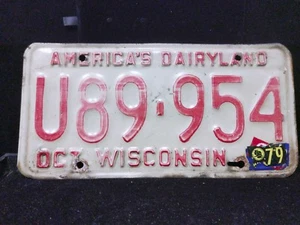 AMERICA'S DAIRYLAND
U89-954
OCT WISCONSIN
79